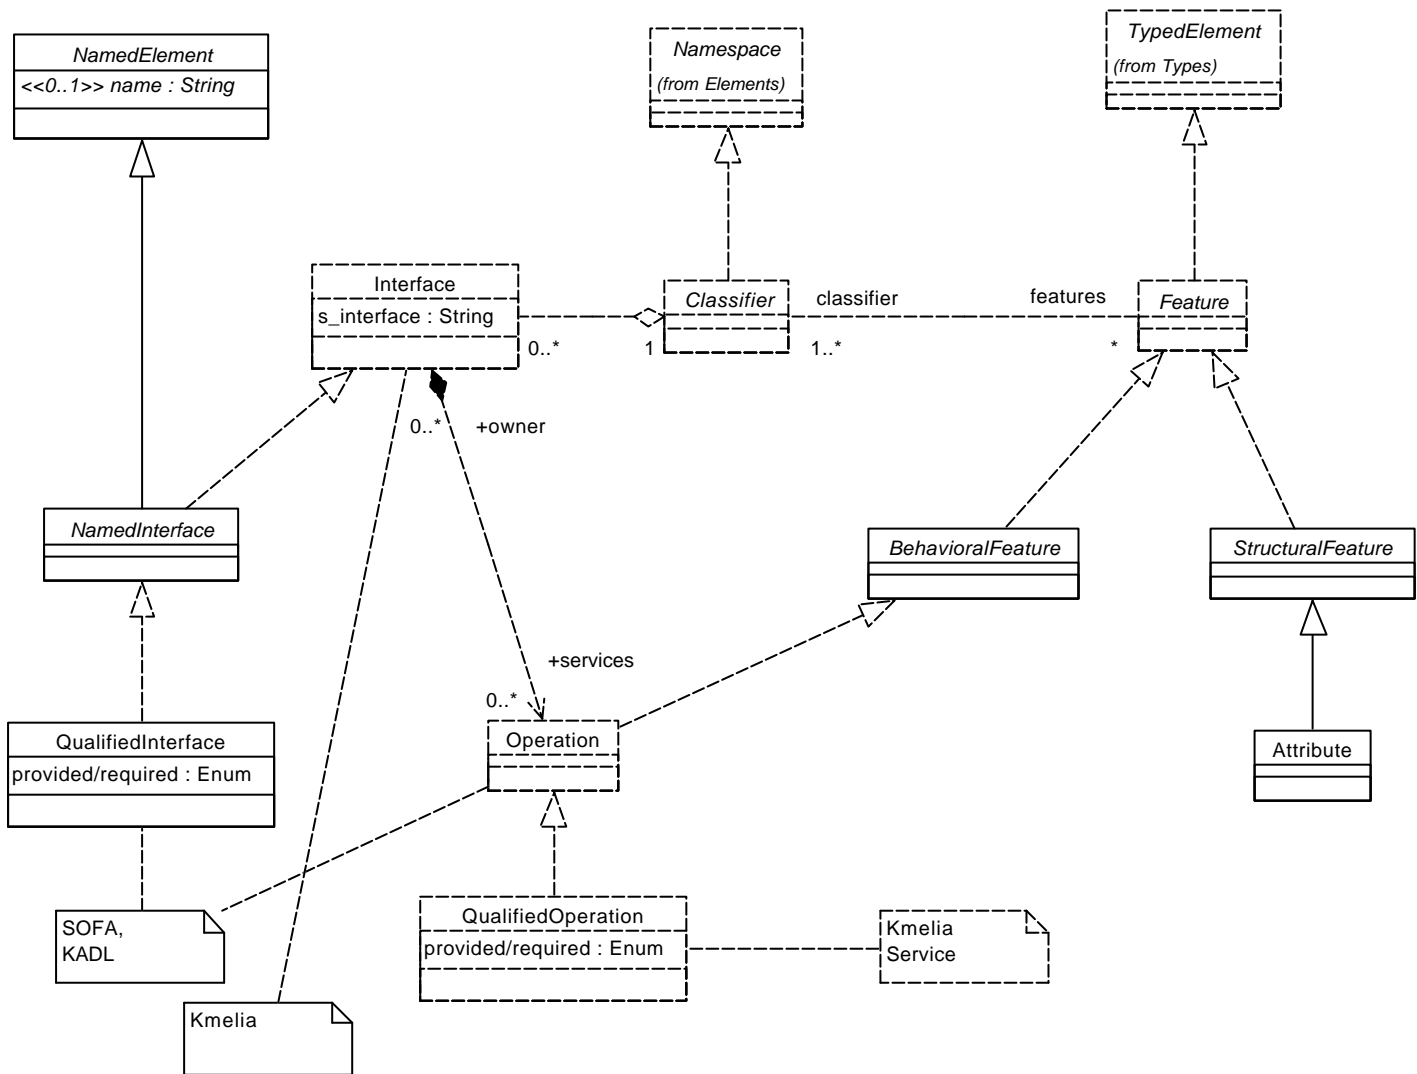 NamedElement
<<0..1>> name : String
Namespace
(from Elements)
TypedElement
(from Types)
Interface
s_interface : String
Classifier
classifier
features
Feature
0..*
1
1..*
*
0..*
+owner
NamedInterface
BehavioralFeature
StructuralFeature
+services
0..*
QualifiedInterface
provided/required : Enum
Operation
Attribute
SOFA,
KADL
QualifiedOperation
provided/required : Enum
Kmelia
Service
Kmelia